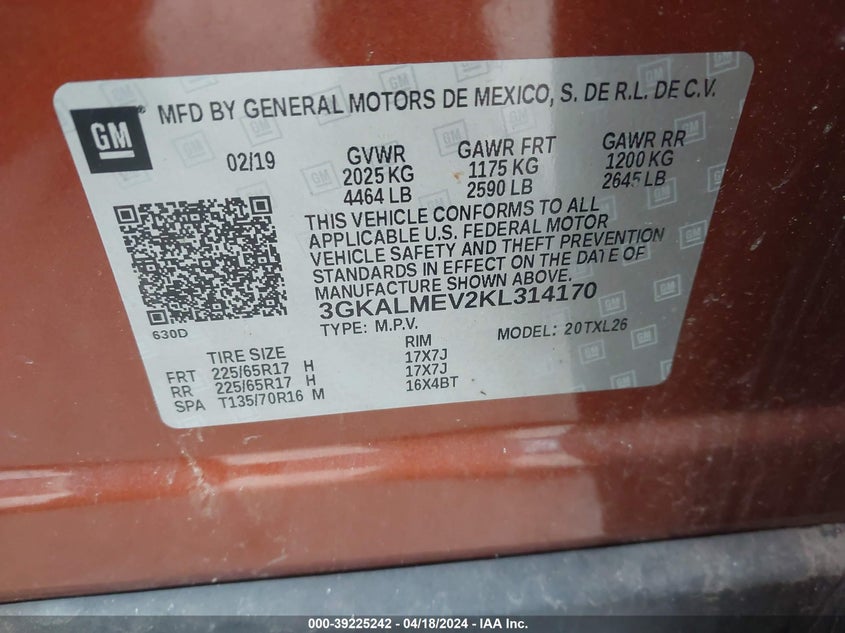 GM
MFD BY GENERAL MOTORS DE MEXICO, S. DE R.L. DE C.V.
02/19 GVWR GAWR FRT GAWR RR
2025 KG 1175 KG 1200 KG
4464 LB 2590 LB 2645 LB
THIS VEHICLE CONFORMS TO ALL
APPLICABLE U.S. FEDERAL MOTOR
VEHICLE SAFETY AND THEFT PREVENTION
STANDARDS IN EFFECT ON THE DATE OF
MANUFACTURE SHOWN ABOVE.
3GKALMEV2KL314170
630D
TYPE: M.P.V. MODEL: 20TXL26
TIRE SIZE RIM
FRT 225/65R17 H 17X7J
RR 225/65R17 H 17X7J
SPA T135/70R16 M 16X4BT
000-39225242 / 04/18/2024 - IAA Inc.